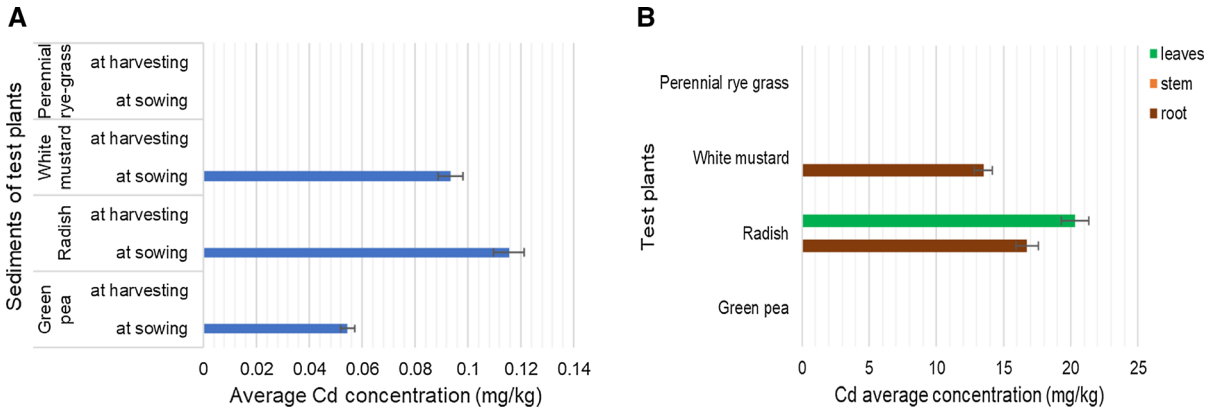 A
Sediments of test plants
Perennial
rye-grass
at harvesting
at sowing
White
mustard
at harvesting
at sowing
Radish
at harvesting
at sowing
Green
pea
at harvesting
at sowing
0 0.02 0.04 0.06 0.08 0.1 0.12 0.14
Average Cd concentration (mg/kg)
B
Test plants
Perennial rye grass
White mustard
Radish
Green pea
0 5 10 15 20 25
Cd average concentration (mg/kg)
leaves
stem
root